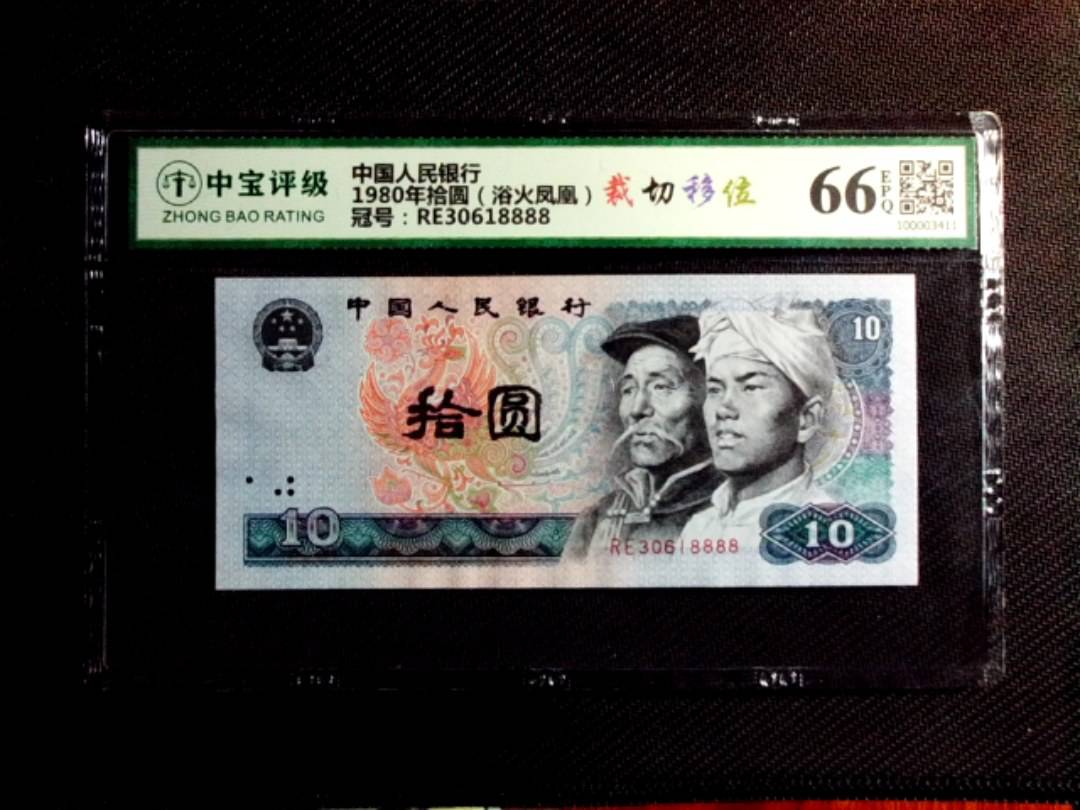 中宝评级
ZHONG BAO RATING
中国人民银行
1980年拾圆（浴火凤凰）
冠号：RE30618888
裁切移位
66
EPQ
100003411
中国人民银行
10
拾圆
10
RE30618888
10